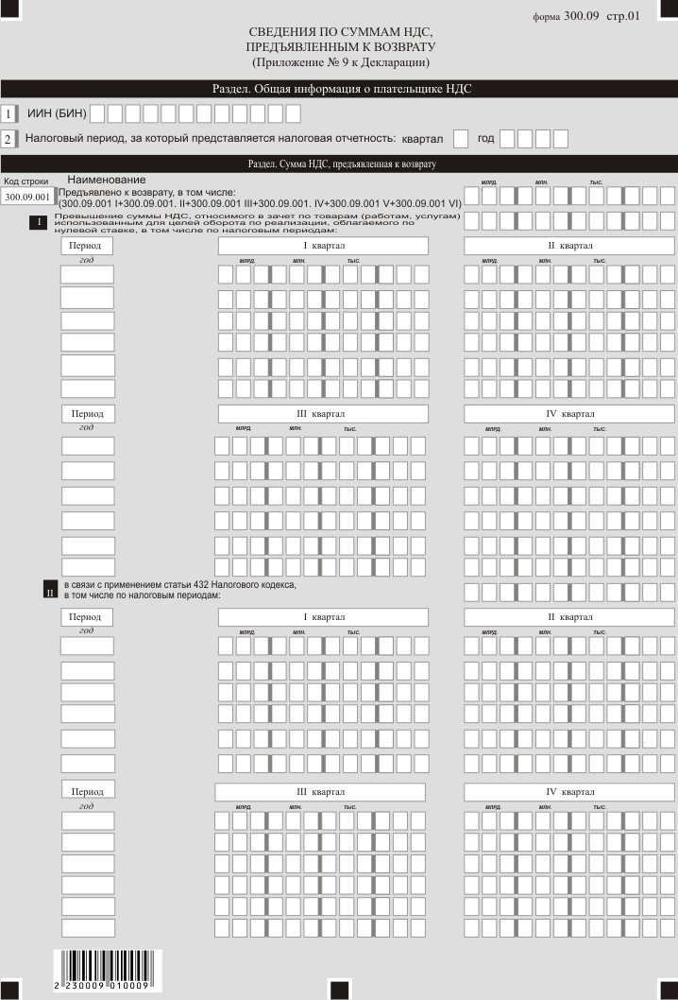 форма 300.09 стр.01
СВЕДЕНИЯ ПО СУММАМ НДС,
ПРЕДЪЯВЛЕННЫМ К ВОЗВРАТУ
(Приложение № 9 к Декларации)
Раздел. Общая информация о плательщике НДС
1 ИИН (БИН)
2 Налоговый период, за который представляется налоговая отчетность: квартал год
Раздел. Сумма НДС, предъявленная к возврату
Код строки Наименование
МЛРД. МЛН. ТЫС.
300.09.001 Предъявлено к возврату, в том числе:
(300.09.001 I+300.09.001. II+300.09.001 III+300.09.001. IV+300.09.001 V+300.09.001 VI)
I Превышение суммы НДС, относимого в зачет по товарам (работам, услугам)
использованным для целей оборота по реализации, облагаемого по
нулевой ставке, в том числе по налоговым периодам:
Период I квартал II квартал
год МЛРД. МЛН. ТЫС. МЛРД. МЛН. ТЫС.
Период III квартал IV квартал
год МЛРД. МЛН. ТЫС. МЛРД. МЛН. ТЫС.
II в связи с применением статьи 432 Налогового кодекса,
в том числе по налоговым периодам:
Период I квартал II квартал
год МЛРД. МЛН. ТЫС. МЛРД. МЛН. ТЫС.
Период III квартал IV квартал
год МЛРД. МЛН. ТЫС. МЛРД. МЛН. ТЫС.
2 230009 010009